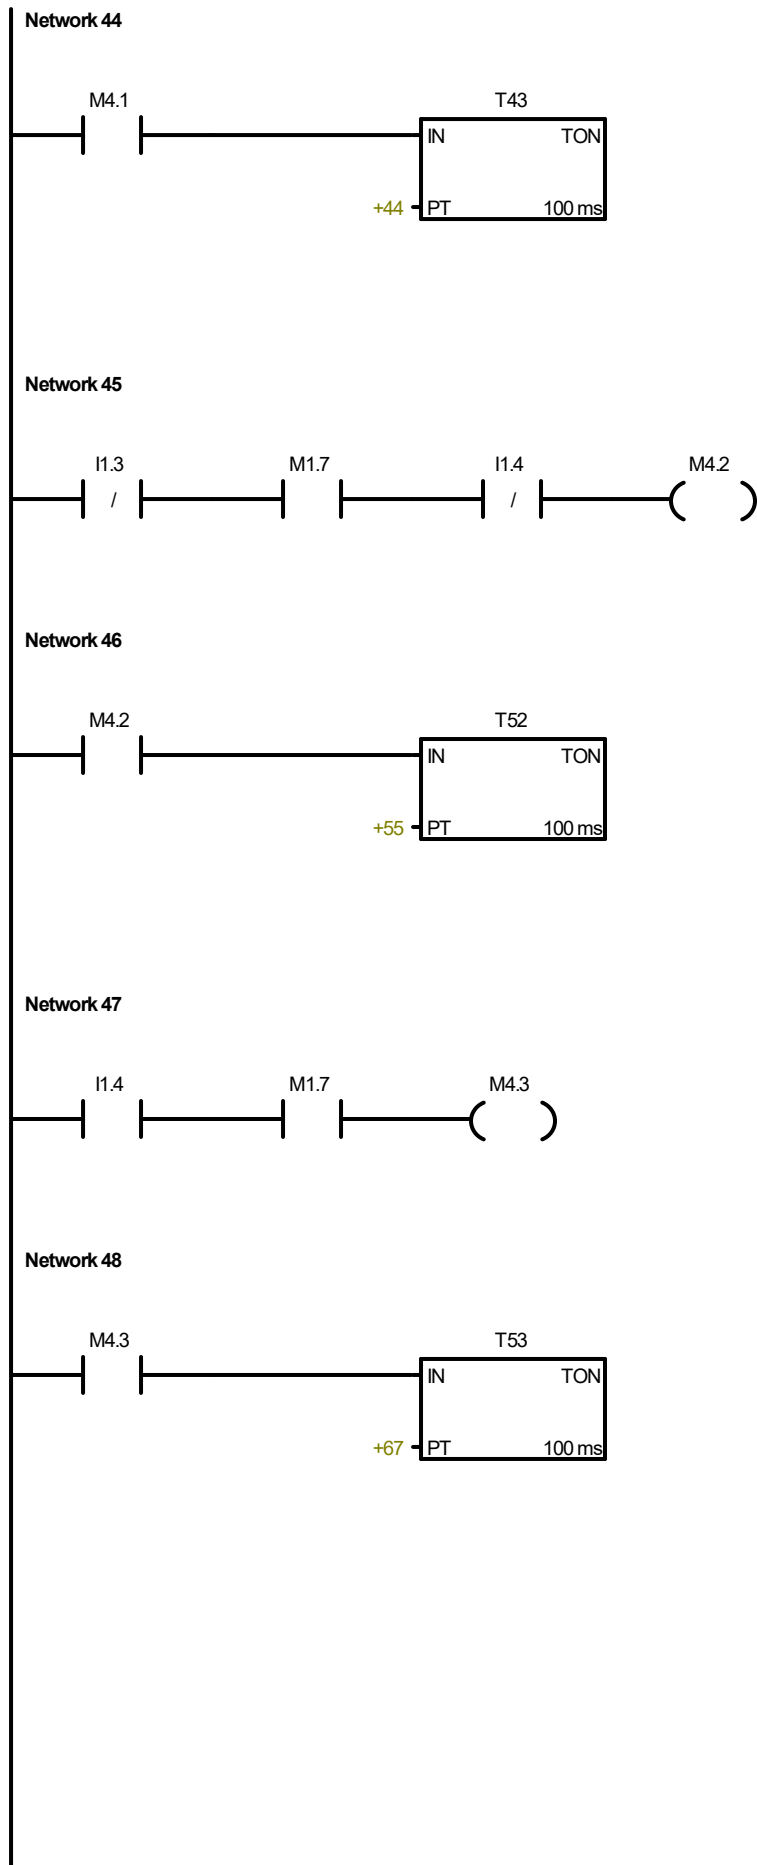 Network 44
M4.1 T43
IN TON
+44 PT 100 ms
Network 45
I1.3 M1.7 I1.4 M4.2
/ /
Network 46
M4.2 T52
IN TON
+55 PT 100 ms
Network 47
I1.4 M1.7 M4.3
Network 48
M4.3 T53
IN TON
+67 PT 100 ms